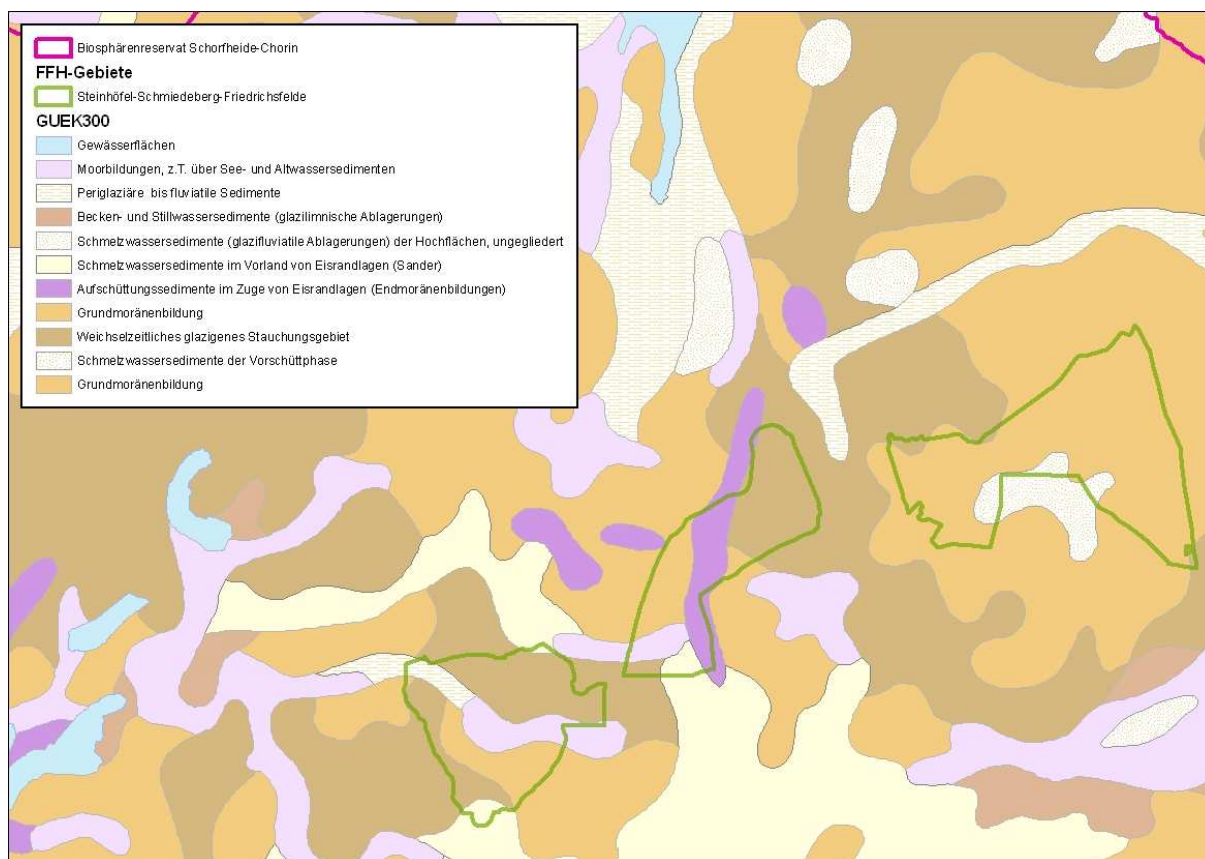 Biosphärenreservat Schorfheide-Chorin
FFH-Gebiete
Steinhöfel-Schmiedeberg-Friedrichsfelde
GUEK300
Gewässerflächen
Moorbildungen, z.T. über See- und Altwassersedimenten
Periglaziäre bis fluviatile Sedimente
Becken- und Stillwassersedimente (glazilimnische Ablagerungen)
Schmelzwassersedimente (glazifluviatile Ablagerungen) der Hochflächen, ungegliedert
Schmelzwassersedimente im Vorland von Eisrandlagen (Sander)
Aufschüttungssedimente im Zuge von Eisrandlagen (Endmoränenbildungen)
Grundmoränenbildung
Weichselzeitliches glazigenes Stauchungsgebiet
Schmelzwassersedimente der Vorschüttphase
Grundmoränenbildung